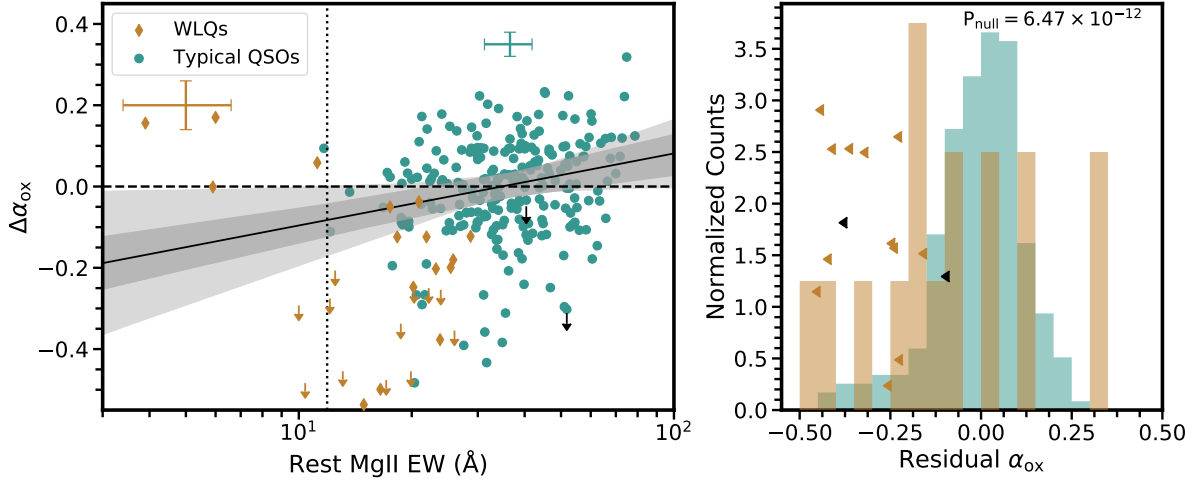 WLQs
Typical QSOs
0.4
0.2
0.0
−0.2
−0.4
Δα_ox
10^1
10^2
Rest MgII EW (Å)
P_null = 6.47 × 10^−12
3.5
3.0
2.5
2.0
1.5
1.0
0.5
0.0
Normalized Counts
−0.50
−0.25
0.00
0.25
0.50
Residual α_ox